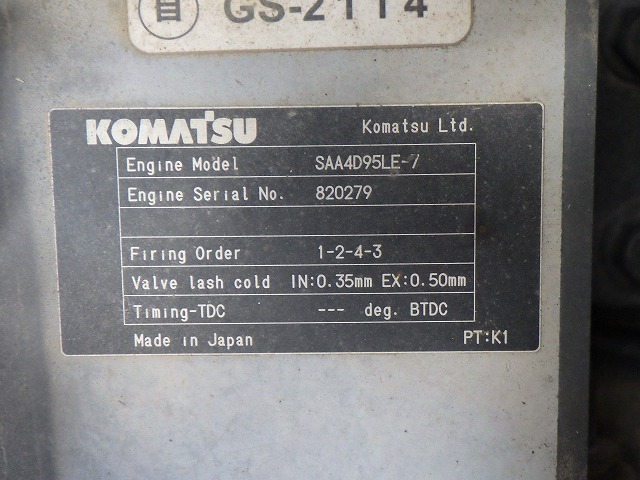 自 GS-2114
KOMATSU Komatsu Ltd.
Engine Model SAA4D95LE-7
Engine Serial No. 820279
Firing Order 1-2-4-3
Valve lash cold IN:0.35mm EX:0.50mm
Timing-TDC --- deg. BTDC
Made in Japan PT:K1